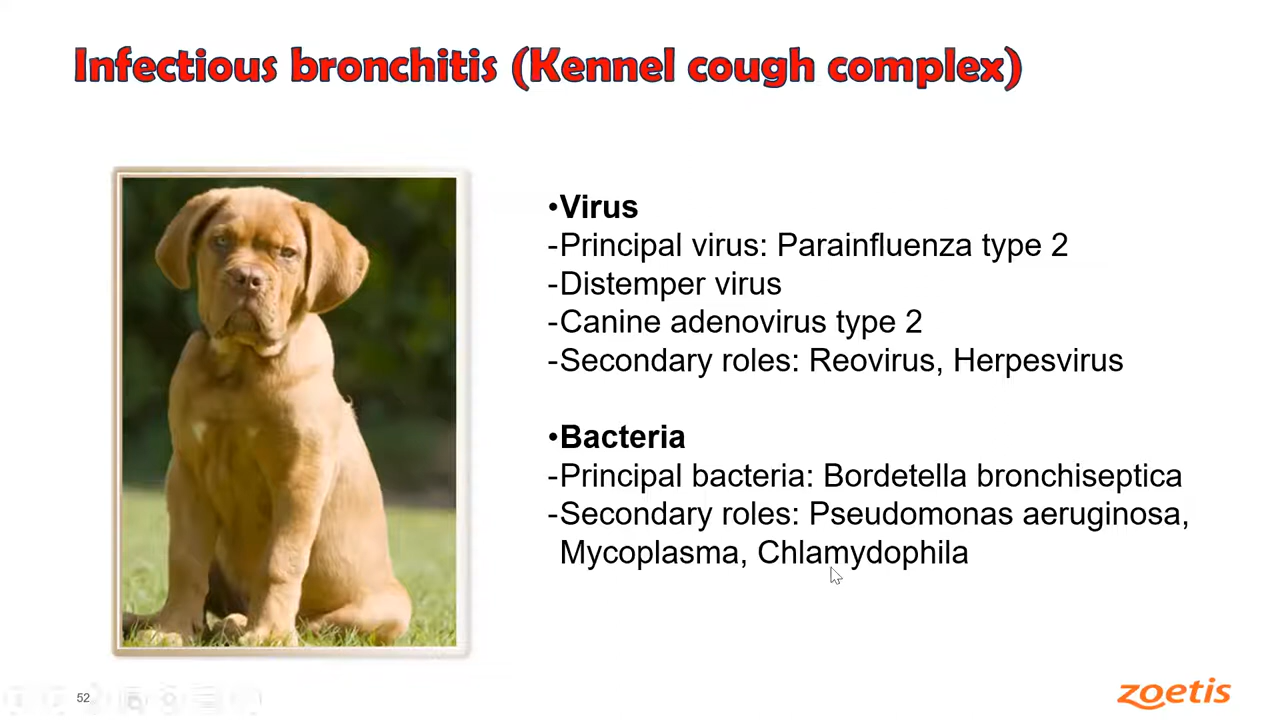 Infectious bronchitis (Kennel cough complex)
•Virus
-Principal virus: Parainfluenza type 2
-Distemper virus
-Canine adenovirus type 2
-Secondary roles: Reovirus, Herpesvirus
•Bacteria
-Principal bacteria: Bordetella bronchiseptica
-Secondary roles: Pseudomonas aeruginosa,
Mycoplasma, Chlamydophila
52
zoetis